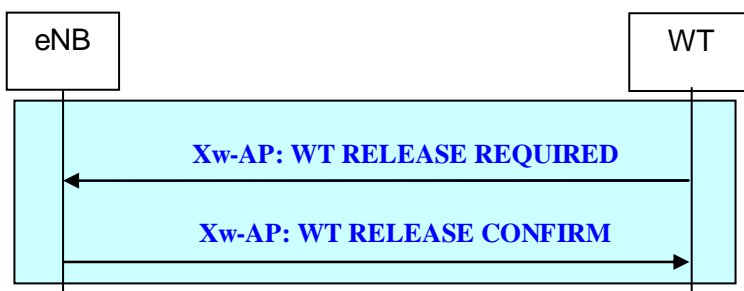 eNB
WT
Xw-AP: WT RELEASE REQUIRED
Xw-AP: WT RELEASE CONFIRM